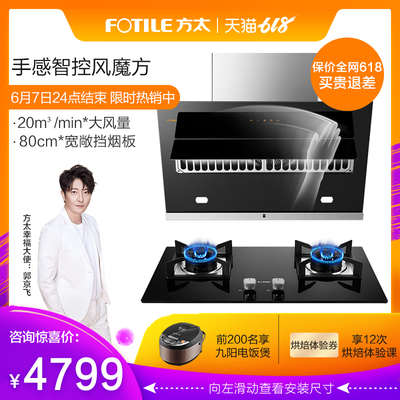 FOTILE 方太 天猫618
手感智控风魔方
6月7日24点结束 限时热销中
·20m³/min*大风量
·80cm*宽敞挡烟板
保价全网618
买贵退差
方太幸福大使：郭京飞
咨询惊喜价：
¥4799
前200名享
九阳电饭煲
烘焙体验券
享12次
烘焙体验课
向左滑动查看安装尺寸